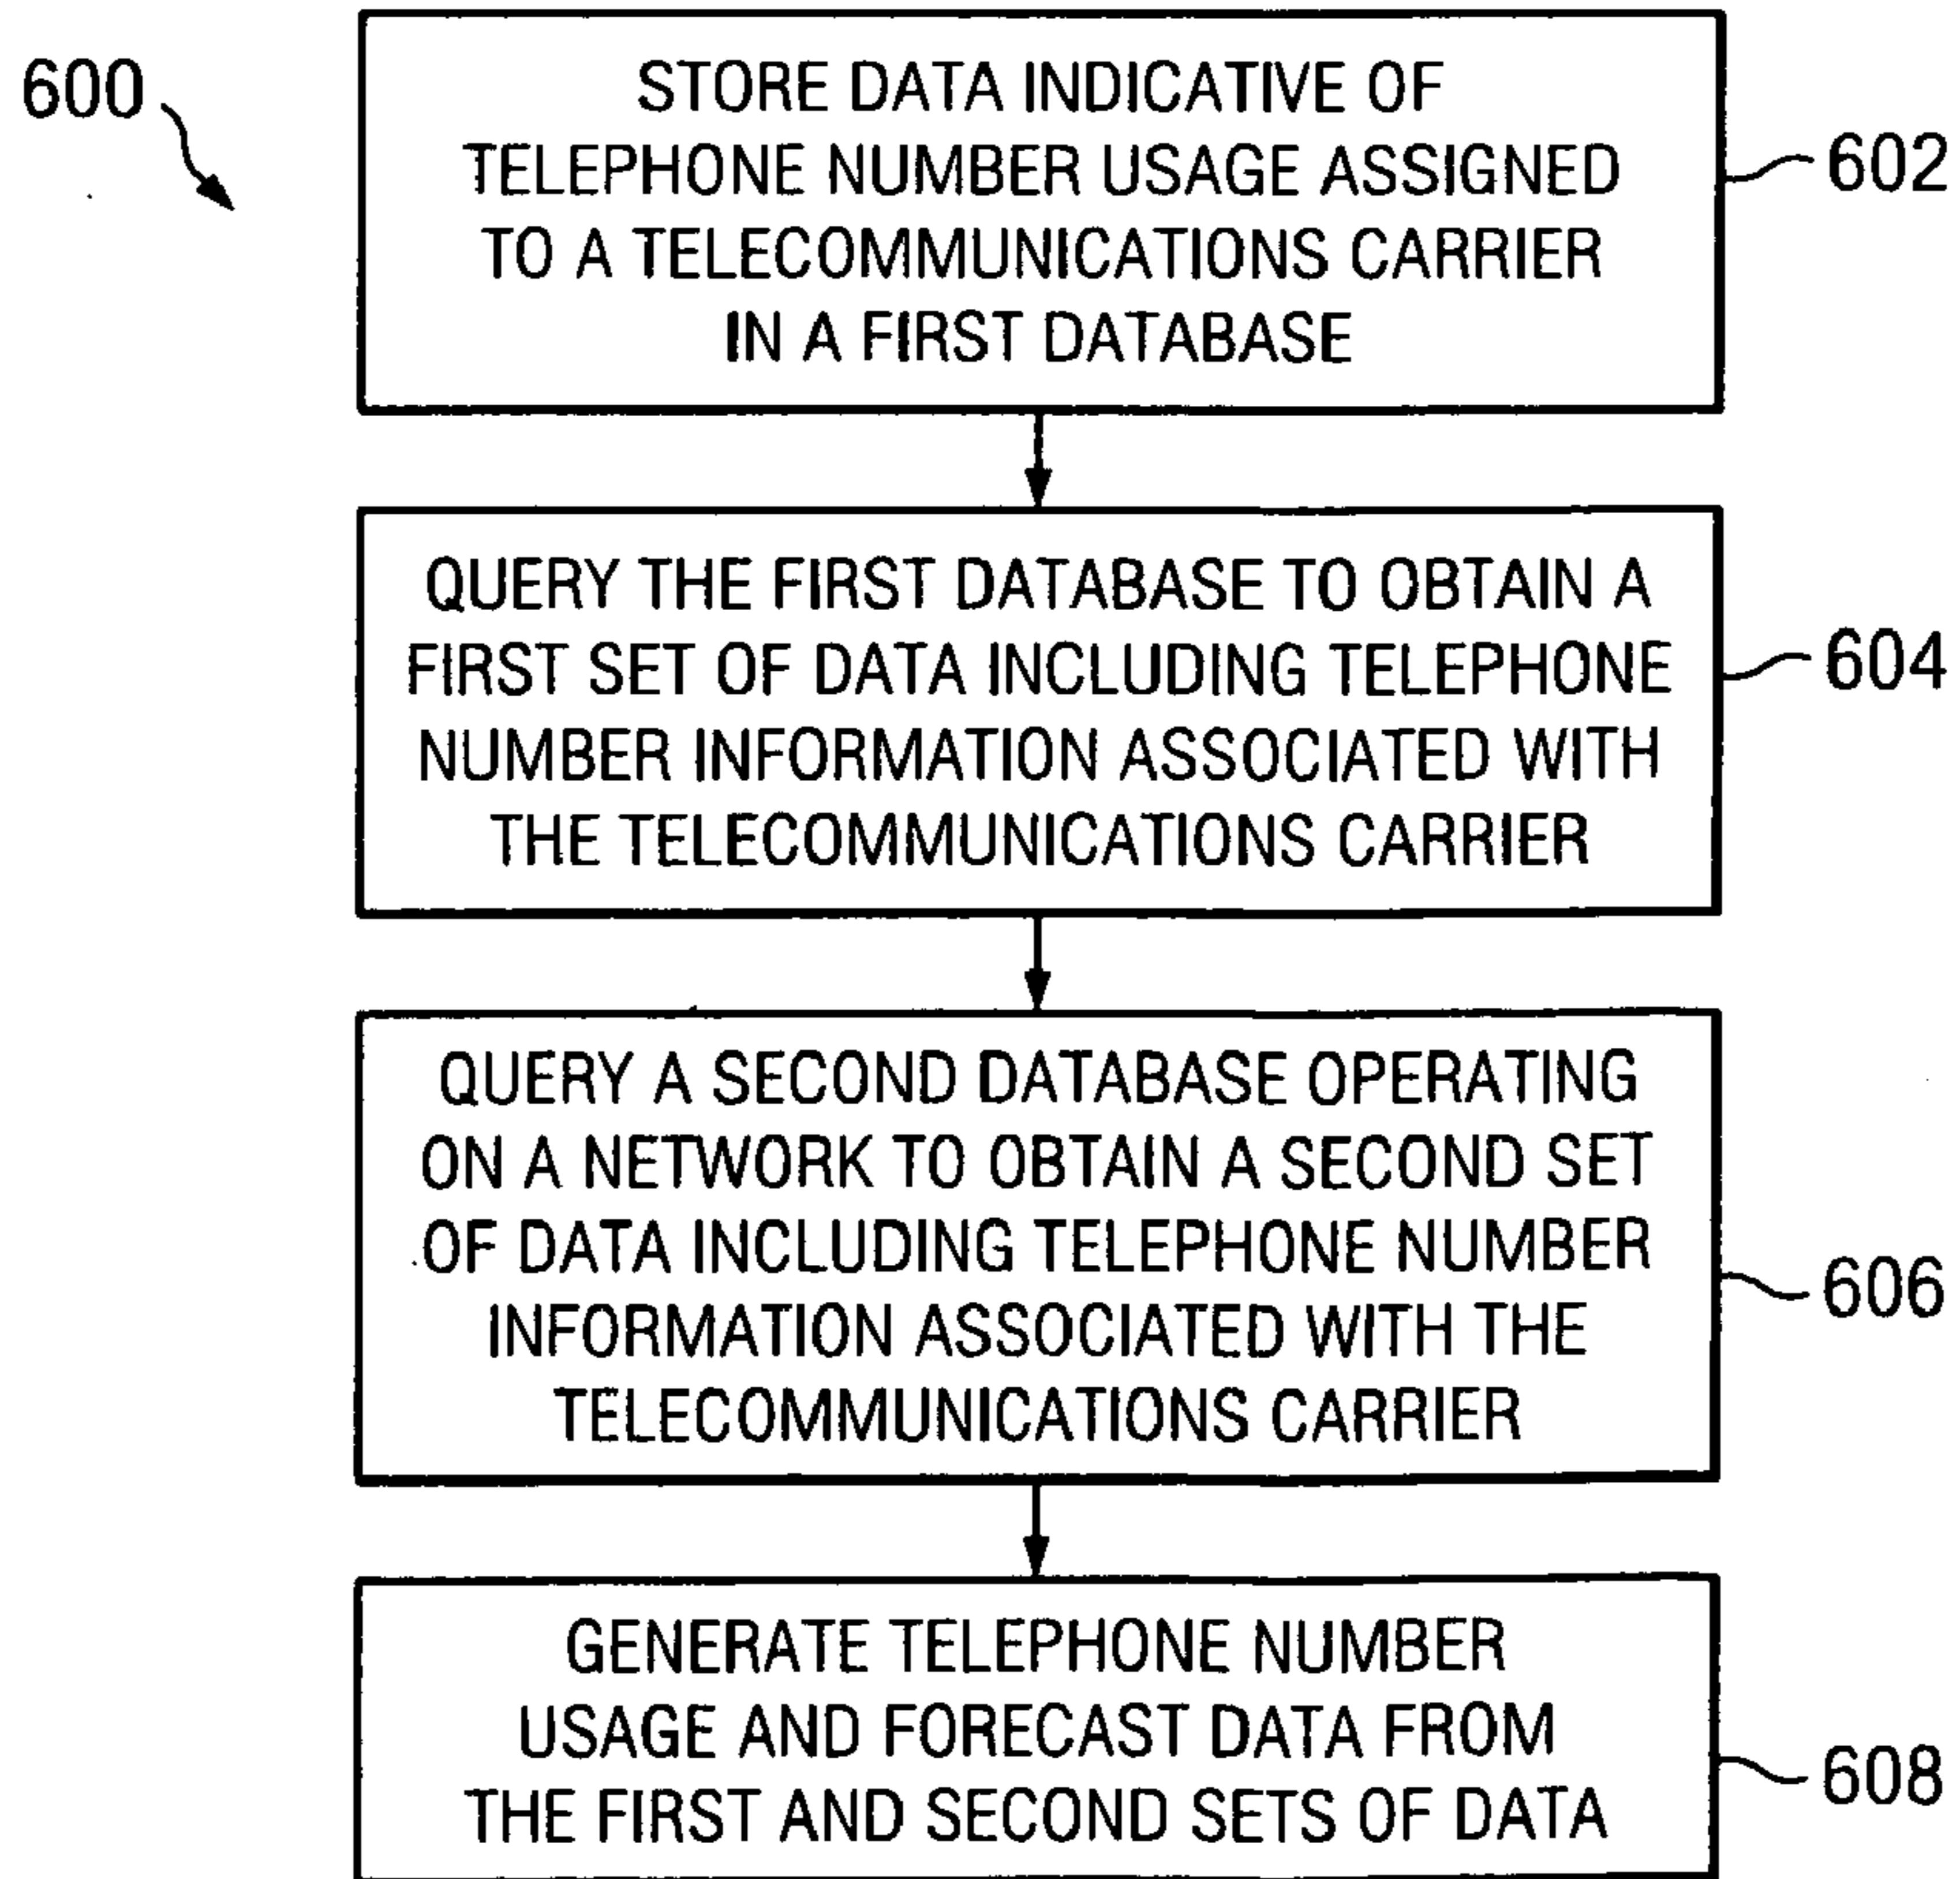 600
STORE DATA INDICATIVE OF
TELEPHONE NUMBER USAGE ASSIGNED
TO A TELECOMMUNICATIONS CARRIER
IN A FIRST DATABASE
602
QUERY THE FIRST DATABASE TO OBTAIN A
FIRST SET OF DATA INCLUDING TELEPHONE
NUMBER INFORMATION ASSOCIATED WITH
THE TELECOMMUNICATIONS CARRIER
604
QUERY A SECOND DATABASE OPERATING
ON A NETWORK TO OBTAIN A SECOND SET
OF DATA INCLUDING TELEPHONE NUMBER
INFORMATION ASSOCIATED WITH THE
TELECOMMUNICATIONS CARRIER
606
GENERATE TELEPHONE NUMBER
USAGE AND FORECAST DATA FROM
THE FIRST AND SECOND SETS OF DATA
608